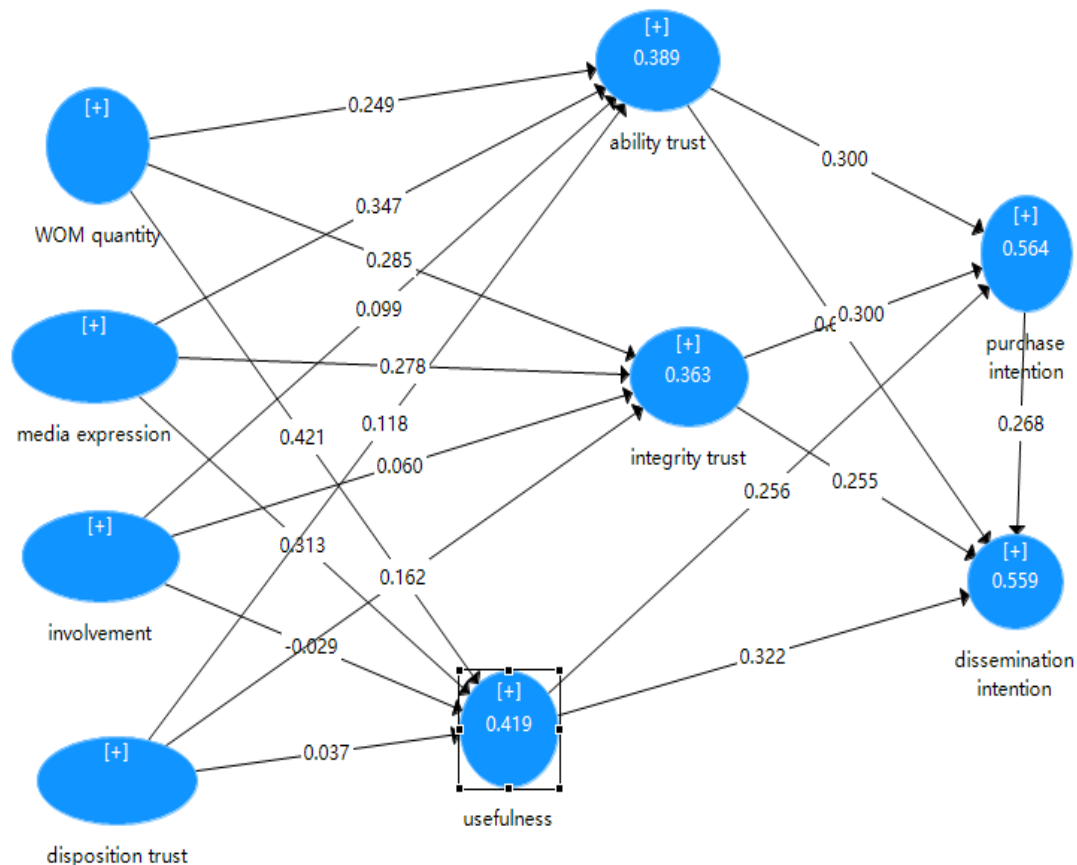 [+]
0.389
ability trust
[+]
WOM quantity
0.249
0.300
0.347
[+]
0.564
purchase
intention
0.285
0.099
0.300
[+]
media expression
0.278
[+]
0.363
integrity trust
0.118
0.421
0.060
0.268
0.256
0.255
[+]
involvement
0.313
0.162
[+]
0.559
dissemination
intention
-0.029
0.322
[+]
0.419
usefulness
0.037
[+]
disposition trust